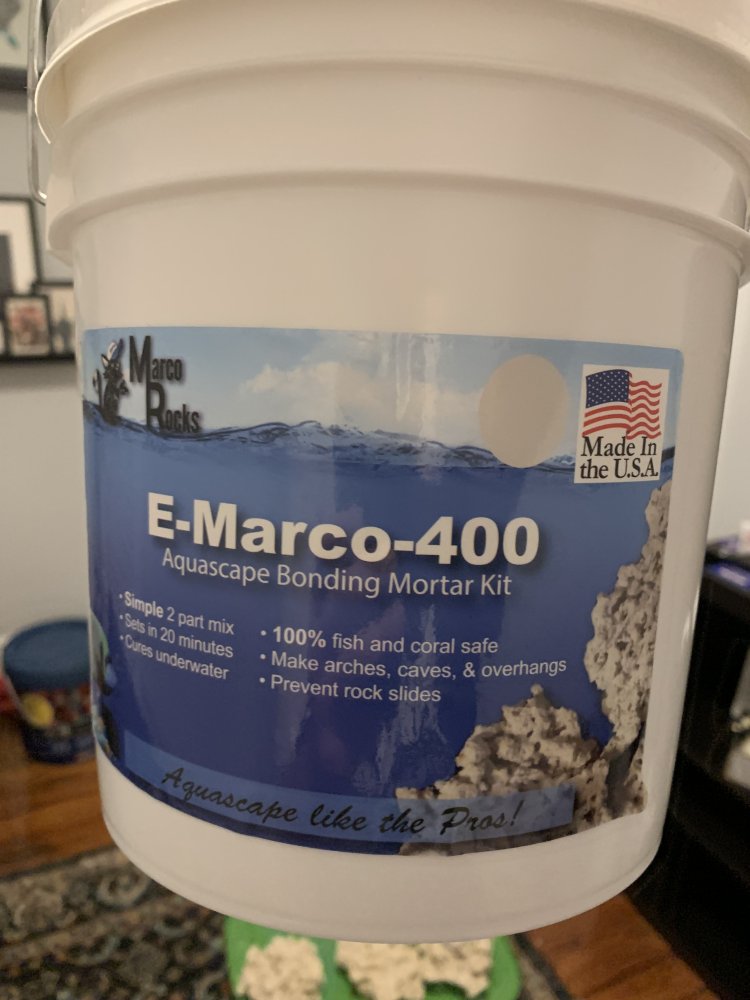 Marco
Rocks
Made In
the U.S.A.
E-Marco-400
Aquascape Bonding Mortar Kit
• Simple 2 part mix
• Sets in 20 minutes
• Cures underwater
• 100% fish and coral safe
• Make arches, caves, & overhangs
• Prevent rock slides
Aquascape like the Pros!